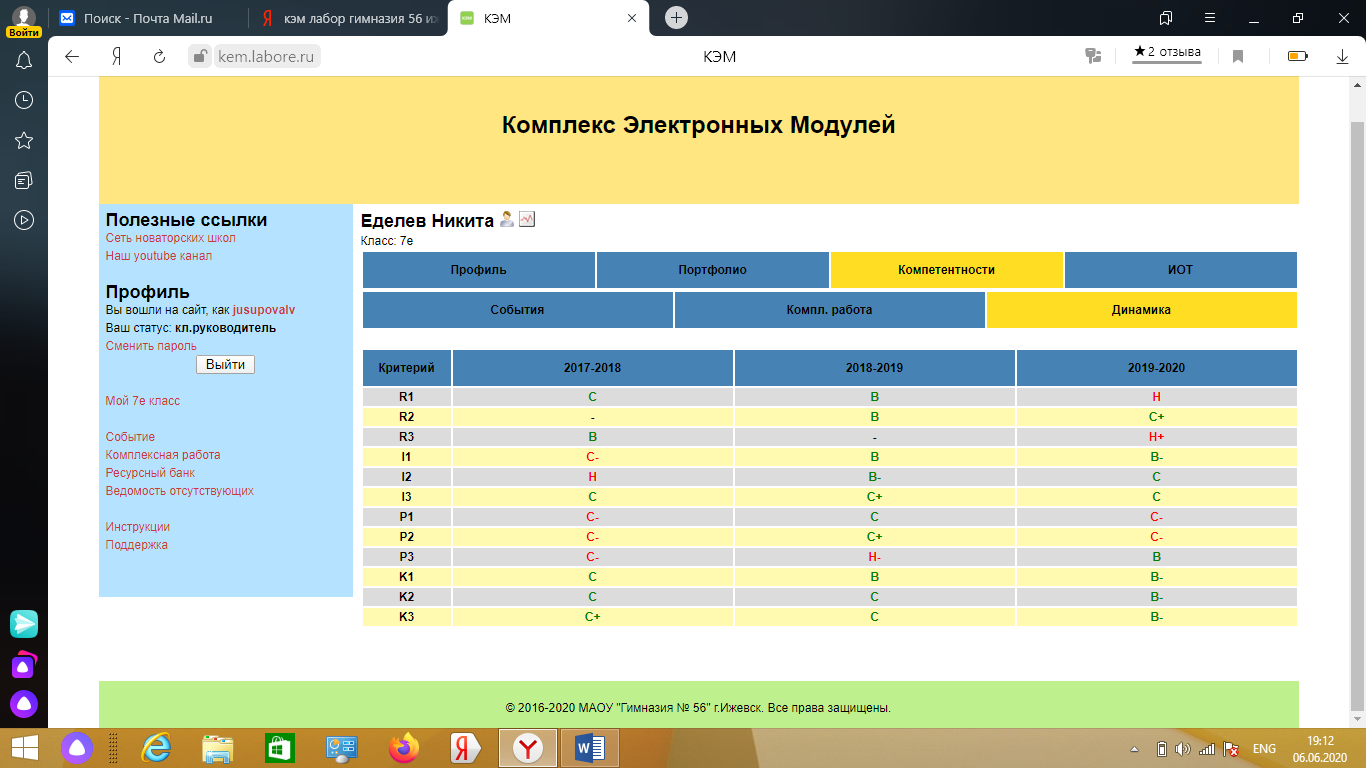 Поиск - Почта Mail.ru
кэм лабор гимназия 56 иж
КЭМ
Войти
kem.labore.ru
КЭМ
★2 отзыва
Комплекс Электронных Модулей
Полезные ссылки
Сеть новаторских школ
Наш youtube канал
Профиль
Вы вошли на сайт, как jusupovalv
Ваш статус: кл.руководитель
Сменить пароль
Выйти
Мой 7е класс
Событие
Комплексная работа
Ресурсный банк
Ведомость отсутствующих
Инструкции
Поддержка
Еделев Никита
Класс: 7е
Профиль Портфолио Компетентности ИОТ
События Компл. работа Динамика
Критерий 2017-2018 2018-2019 2019-2020
R1 С В Н
R2 - В С+
R3 В - Н+
I1 С- В В-
I2 Н В- С
I3 С С+ С
P1 С- С С-
P2 С- С+ С-
P3 С- Н- В
K1 С В В-
K2 С С В-
K3 С+ С В-
© 2016-2020 МАОУ "Гимназия № 56" г.Ижевск. Все права защищены.
ENG
19:12
06.06.2020